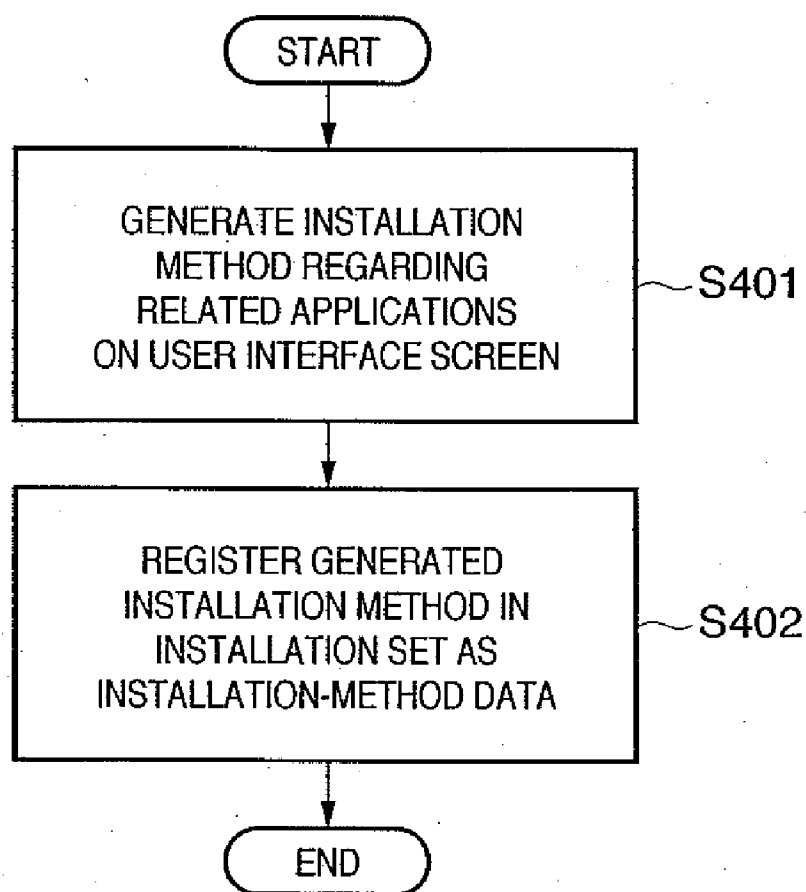 START
GENERATE INSTALLATION
METHOD REGARDING
RELATED APPLICATIONS
ON USER INTERFACE SCREEN
S401
REGISTER GENERATED
INSTALLATION METHOD IN
INSTALLATION SET AS
INSTALLATION-METHOD DATA
S402
END